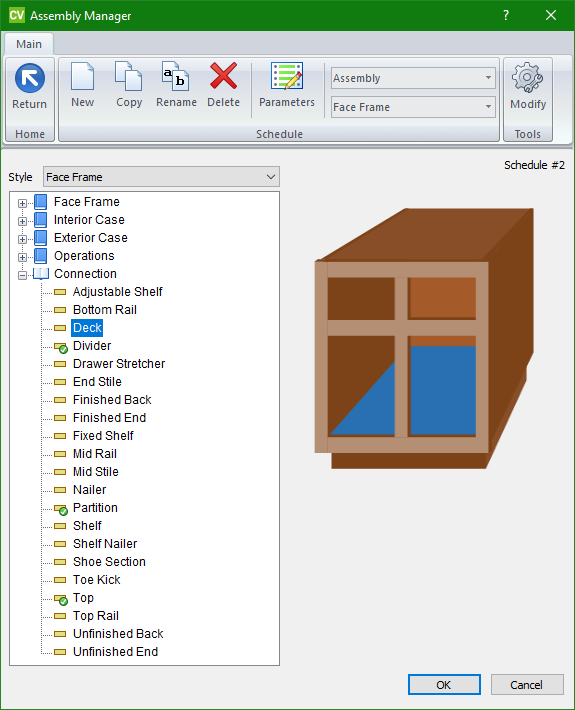 CV Assembly Manager ?
Main
Return
New
Copy
a b
Rename
Delete
Parameters
Assembly
Face Frame
Modify
Home
Schedule
Tools
Schedule #2
Style Face Frame
Face Frame
Interior Case
Exterior Case
Operations
Connection
Adjustable Shelf
Bottom Rail
Deck
Divider
Drawer Stretcher
End Stile
Finished Back
Finished End
Fixed Shelf
Mid Rail
Mid Stile
Nailer
Partition
Shelf
Shelf Nailer
Shoe Section
Toe Kick
Top
Top Rail
Unfinished Back
Unfinished End
OK
Cancel